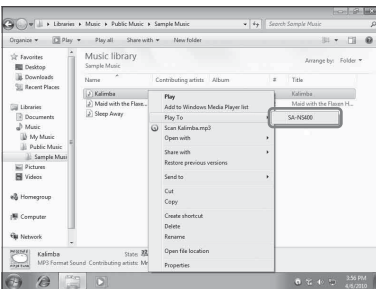 Libraries ▸ Music ▸ Public Music ▸ Sample Music
Search Sample Music
Organize ▾ Play ▾ Play all Share with ▾ New folder
Favorites
Desktop
Downloads
Recent Places
Libraries
Documents
Music
My Music
Public Music
Sample Musi
Pictures
Videos
Homegroup
Computer
Network
Music library
Sample Music
Arrange by: Folder ▾
Name Contributing artists Album # Title
Kalimba
Maid with the Flaxe...
Sleep Away
Kalimba
Maid with the Flaxen H...
Play
Add to Windows Media Player list
Play To
SA-NS400
Scan Kalimba.mp3
Open with
Share with
Restore previous versions
Send to
Cut
Copy
Create shortcut
Delete
Rename
Open file location
Properties
Kalimba State:
MP3 Format Sound Contributing artists: Mr
3:56 PM
4/6/2010